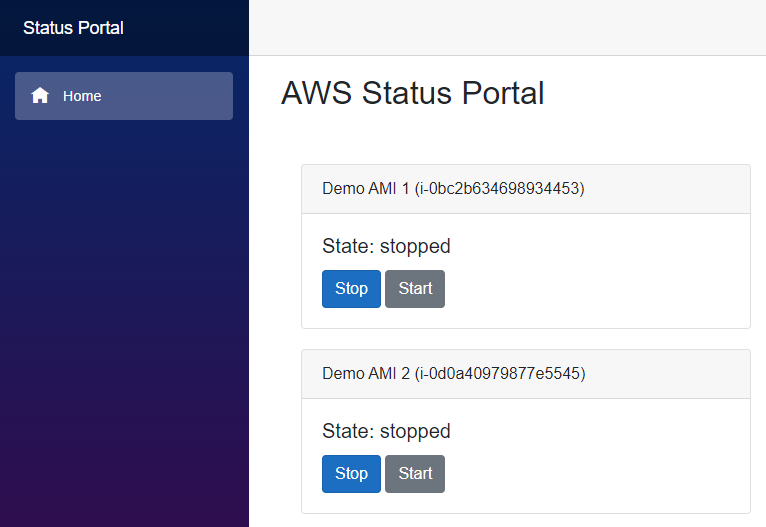 Status Portal
Home
AWS Status Portal
Demo AMI 1 (i-0bc2b634698934453)
State: stopped
Stop Start
Demo AMI 2 (i-0d0a40979877e5545)
State: stopped
Stop Start